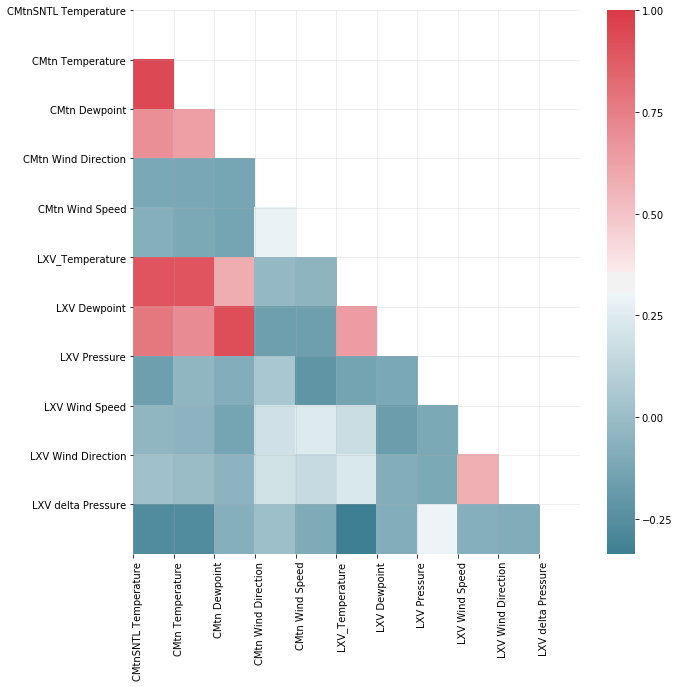 CMtnSNTL Temperature
CMtn Temperature
CMtn Dewpoint
CMtn Wind Direction
CMtn Wind Speed
LXV_Temperature
LXV Dewpoint
LXV Pressure
LXV Wind Speed
LXV Wind Direction
LXV delta Pressure
CMtnSNTL Temperature
CMtn Temperature
CMtn Dewpoint
CMtn Wind Direction
CMtn Wind Speed
LXV_Temperature
LXV Dewpoint
LXV Pressure
LXV Wind Speed
LXV Wind Direction
LXV delta Pressure
1.00
0.75
0.50
0.25
0.00
−0.25